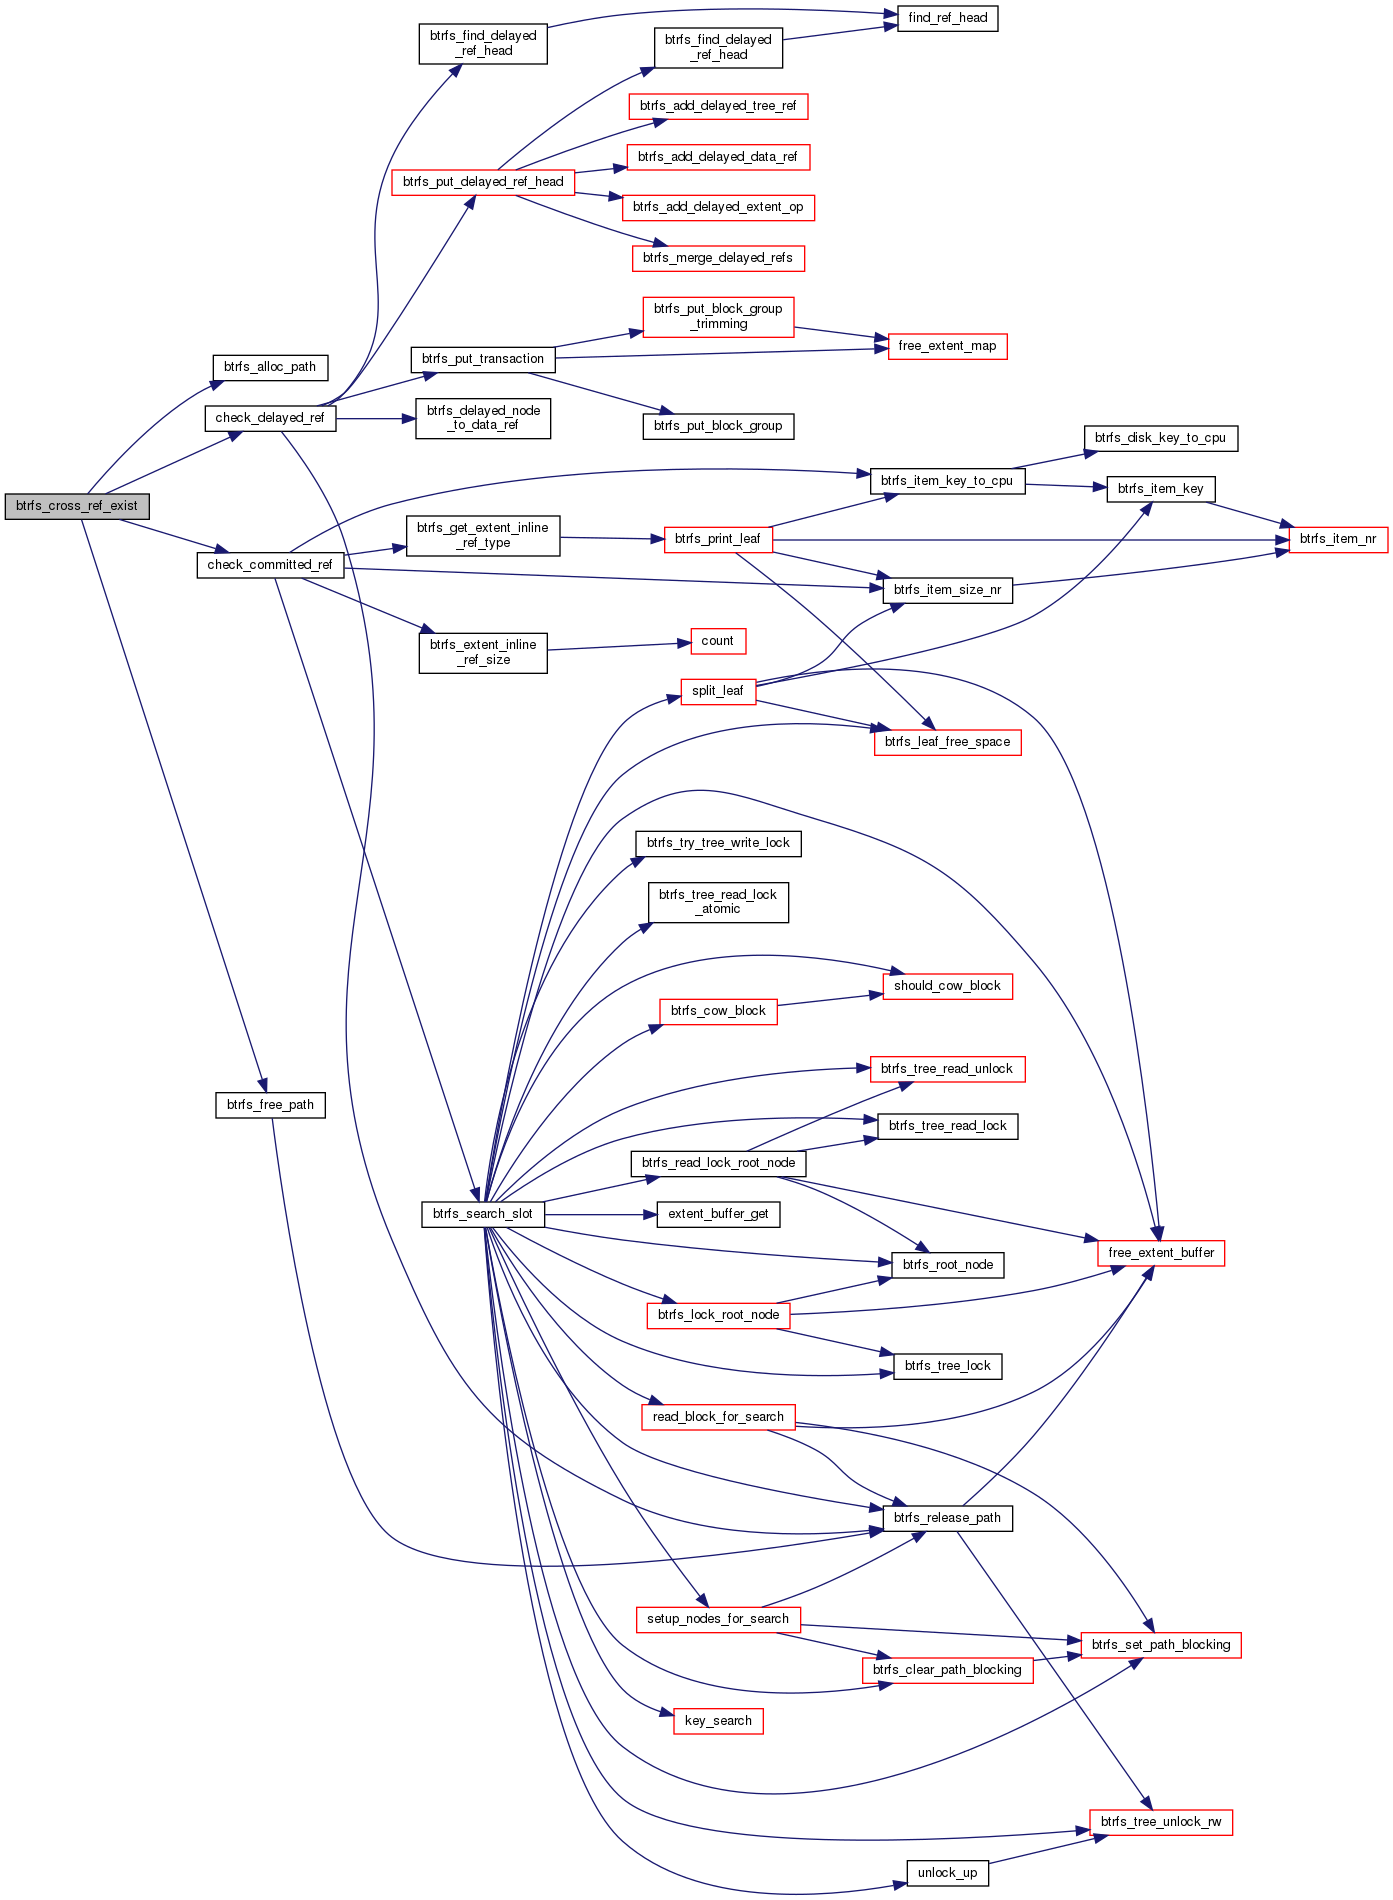 find_ref_head
btrfs_find_delayed
_ref_head
btrfs_find_delayed
_ref_head
btrfs_add_delayed_tree_ref
btrfs_add_delayed_data_ref
btrfs_put_delayed_ref_head
btrfs_add_delayed_extent_op
btrfs_merge_delayed_refs
btrfs_put_block_group
_trimming
free_extent_map
btrfs_put_transaction
btrfs_alloc_path
check_delayed_ref
btrfs_delayed_node
_to_data_ref
btrfs_put_block_group
btrfs_disk_key_to_cpu
btrfs_item_key_to_cpu
btrfs_item_key
btrfs_cross_ref_exist
btrfs_get_extent_inline
_ref_type
btrfs_print_leaf
btrfs_item_nr
check_committed_ref
btrfs_item_size_nr
btrfs_extent_inline
_ref_size
count
split_leaf
btrfs_leaf_free_space
btrfs_try_tree_write_lock
btrfs_tree_read_lock
_atomic
should_cow_block
btrfs_cow_block
btrfs_tree_read_unlock
btrfs_free_path
btrfs_tree_read_lock
btrfs_read_lock_root_node
btrfs_search_slot
extent_buffer_get
free_extent_buffer
btrfs_root_node
btrfs_lock_root_node
btrfs_tree_lock
read_block_for_search
btrfs_release_path
setup_nodes_for_search
btrfs_set_path_blocking
btrfs_clear_path_blocking
key_search
btrfs_tree_unlock_rw
unlock_up